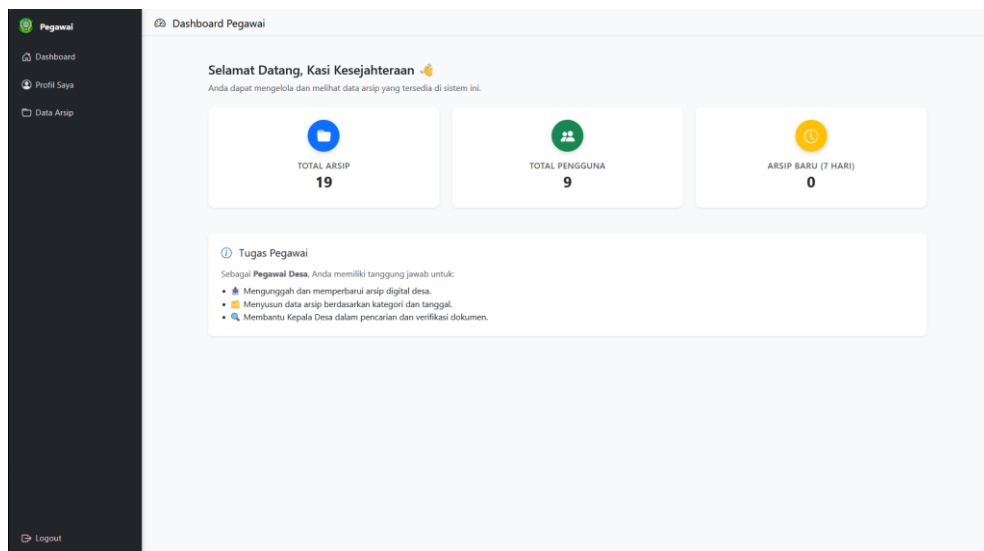 Pegawai
Dashboard
Profil Saya
Data Arsip
Logout
Dashboard Pegawai
Selamat Datang, Kasi Kesejahteraan 👋
Anda dapat mengelola dan melihat data arsip yang tersedia di sistem ini.
TOTAL ARSIP
19
TOTAL PENGGUNA
9
ARSIP BARU (7 HARI)
0
Tugas Pegawai
Sebagai Pegawai Desa, Anda memiliki tanggung jawab untuk:
• 📤 Mengunggah dan memperbarui arsip digital desa.
• 🗂️ Menyusun data arsip berdasarkan kategori dan tanggal.
• 🔍 Membantu Kepala Desa dalam pencarian dan verifikasi dokumen.